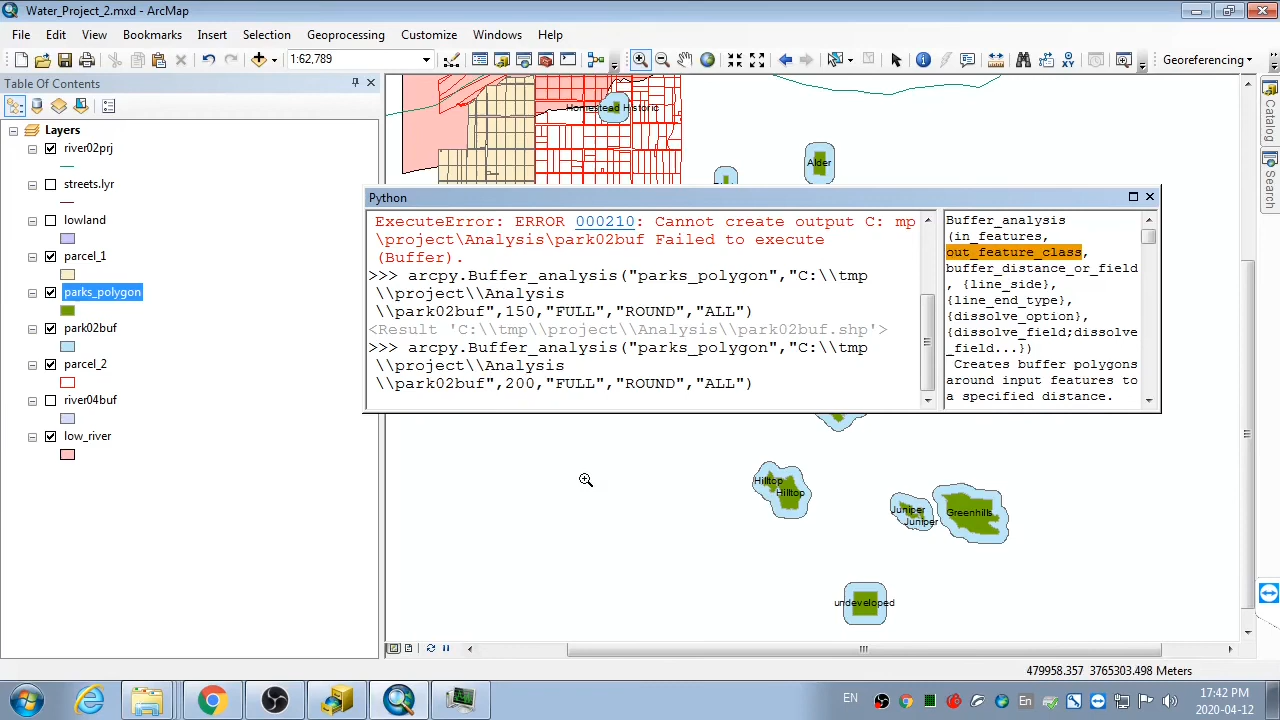 Water_Project_2.mxd - ArcMap
File Edit View Bookmarks Insert Selection Geoprocessing Customize Windows Help
1:62,789
Georeferencing
Table Of Contents
Layers
river02prj
streets.lyr
lowland
parcel_1
parks_polygon
park02buf
parcel_2
river04buf
low_river
Homestead Historic
Alder
Python
ExecuteError: ERROR 000210: Cannot create output C: mp
\project\Analysis\park02buf Failed to execute
(Buffer).
>>> arcpy.Buffer_analysis("parks_polygon","C:\\tmp
\\project\\Analysis
\\park02buf",150,"FULL","ROUND","ALL")
<Result 'C:\\tmp\\project\\Analysis\\park02buf.shp'>
>>> arcpy.Buffer_analysis("parks_polygon","C:\\tmp
\\project\\Analysis
\\park02buf",200,"FULL","ROUND","ALL")
Buffer_analysis
(in_features,
out_feature_class,
buffer_distance_or_field
, {line_side},
{line_end_type},
{dissolve_option},
{dissolve_field;dissolve
_field...})
Creates buffer polygons
around input features to
a specified distance.
Catalog
Search
Hilltop
Hilltop
Juniper
Juniper
Greenhills
undeveloped
479958.357 3765303.498 Meters
EN
En
17:42 PM
2020-04-12